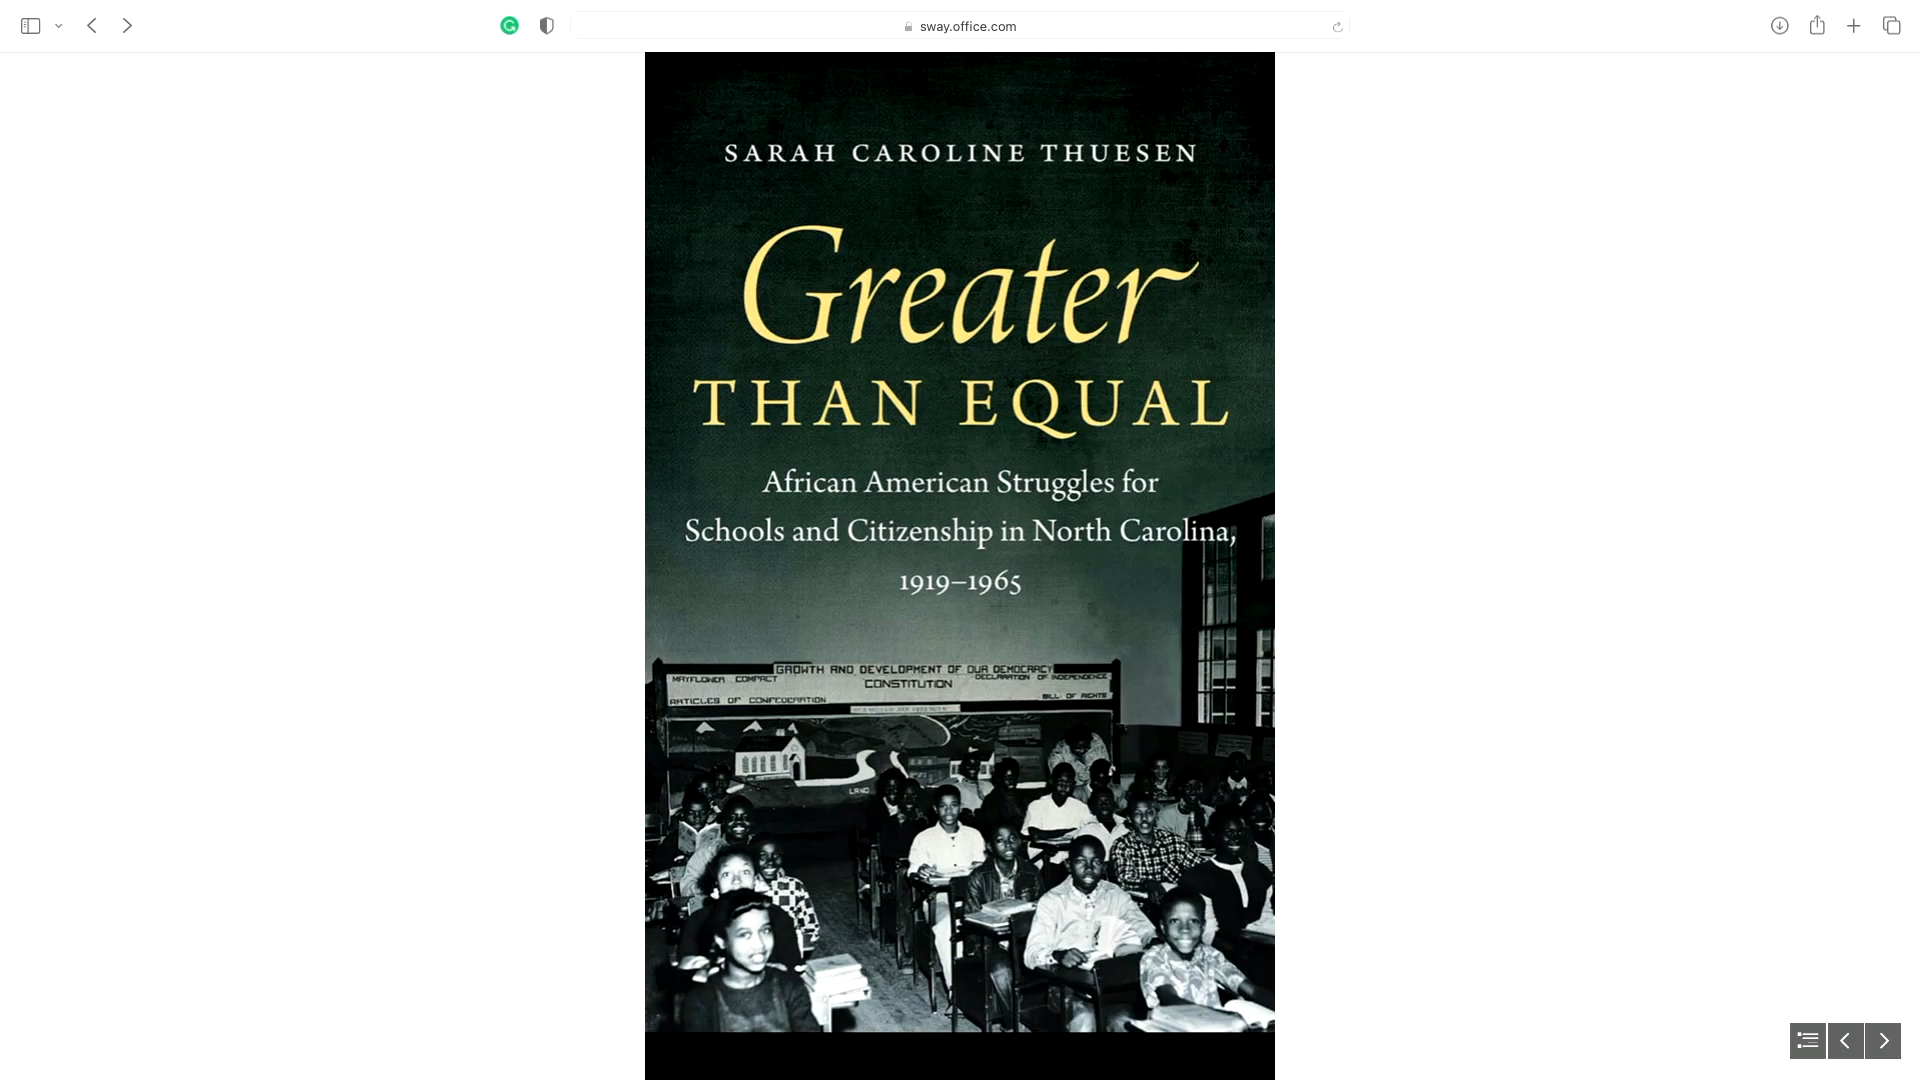 sway.office.com
SARAH CAROLINE THUESEN
Greater
THAN EQUAL
African American Struggles for
Schools and Citizenship in North Carolina,
1919–1965
GROWTH AND DEVELOPMENT OF OUR DEMOCRACY
MAYFLOWER COMPACT
CONSTITUTION
DECLARATION OF INDEPENDENCE
ARTICLES OF CONFEDERATION
BILL OF RIGHTS
LAND